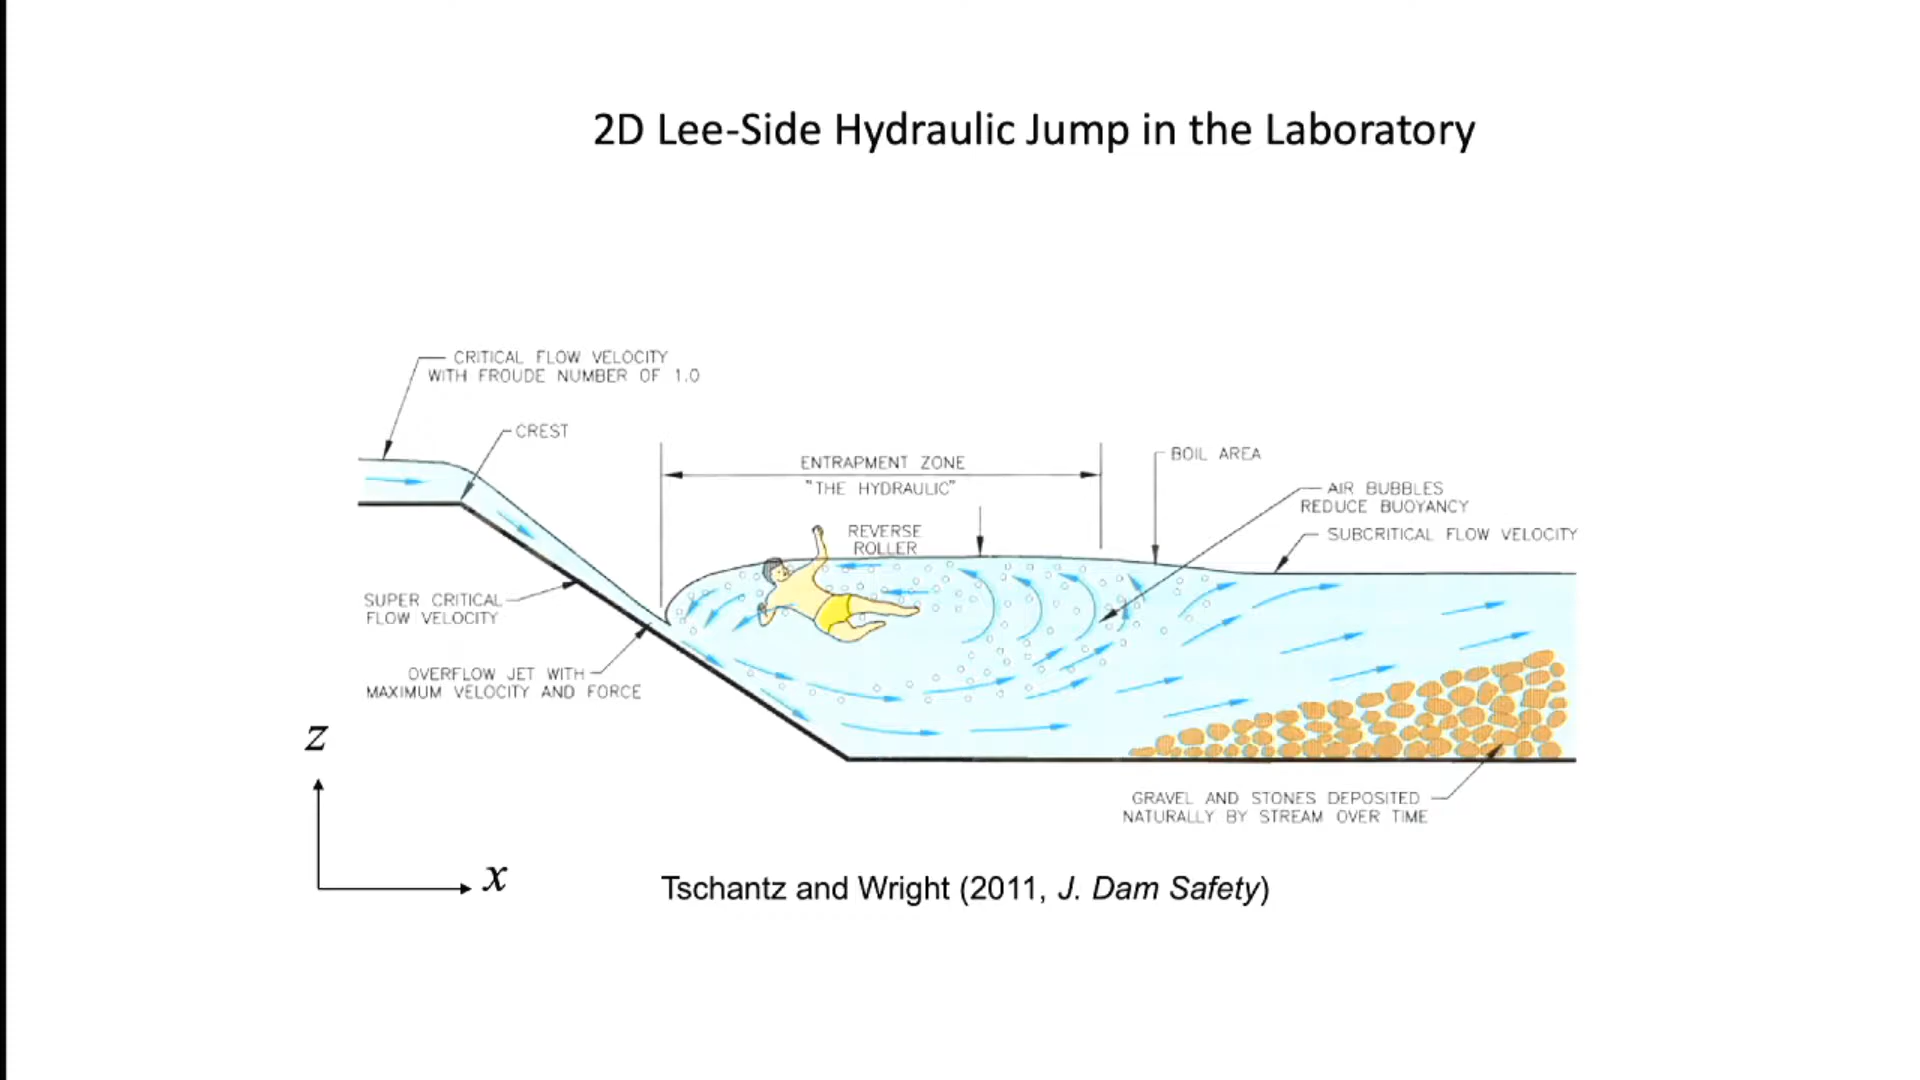 2D Lee-Side Hydraulic Jump in the Laboratory
CRITICAL FLOW VELOCITY
WITH FROUDE NUMBER OF 1.0
CREST
ENTRAPMENT ZONE
"THE HYDRAULIC"
BOIL AREA
AIR BUBBLES
REDUCE BUOYANCY
REVERSE
ROLLER
SUBCRITICAL FLOW VELOCITY
SUPER CRITICAL
FLOW VELOCITY
OVERFLOW JET WITH
MAXIMUM VELOCITY AND FORCE
z
GRAVEL AND STONES DEPOSITED
NATURALLY BY STREAM OVER TIME
x
Tschantz and Wright (2011, J. Dam Safety)